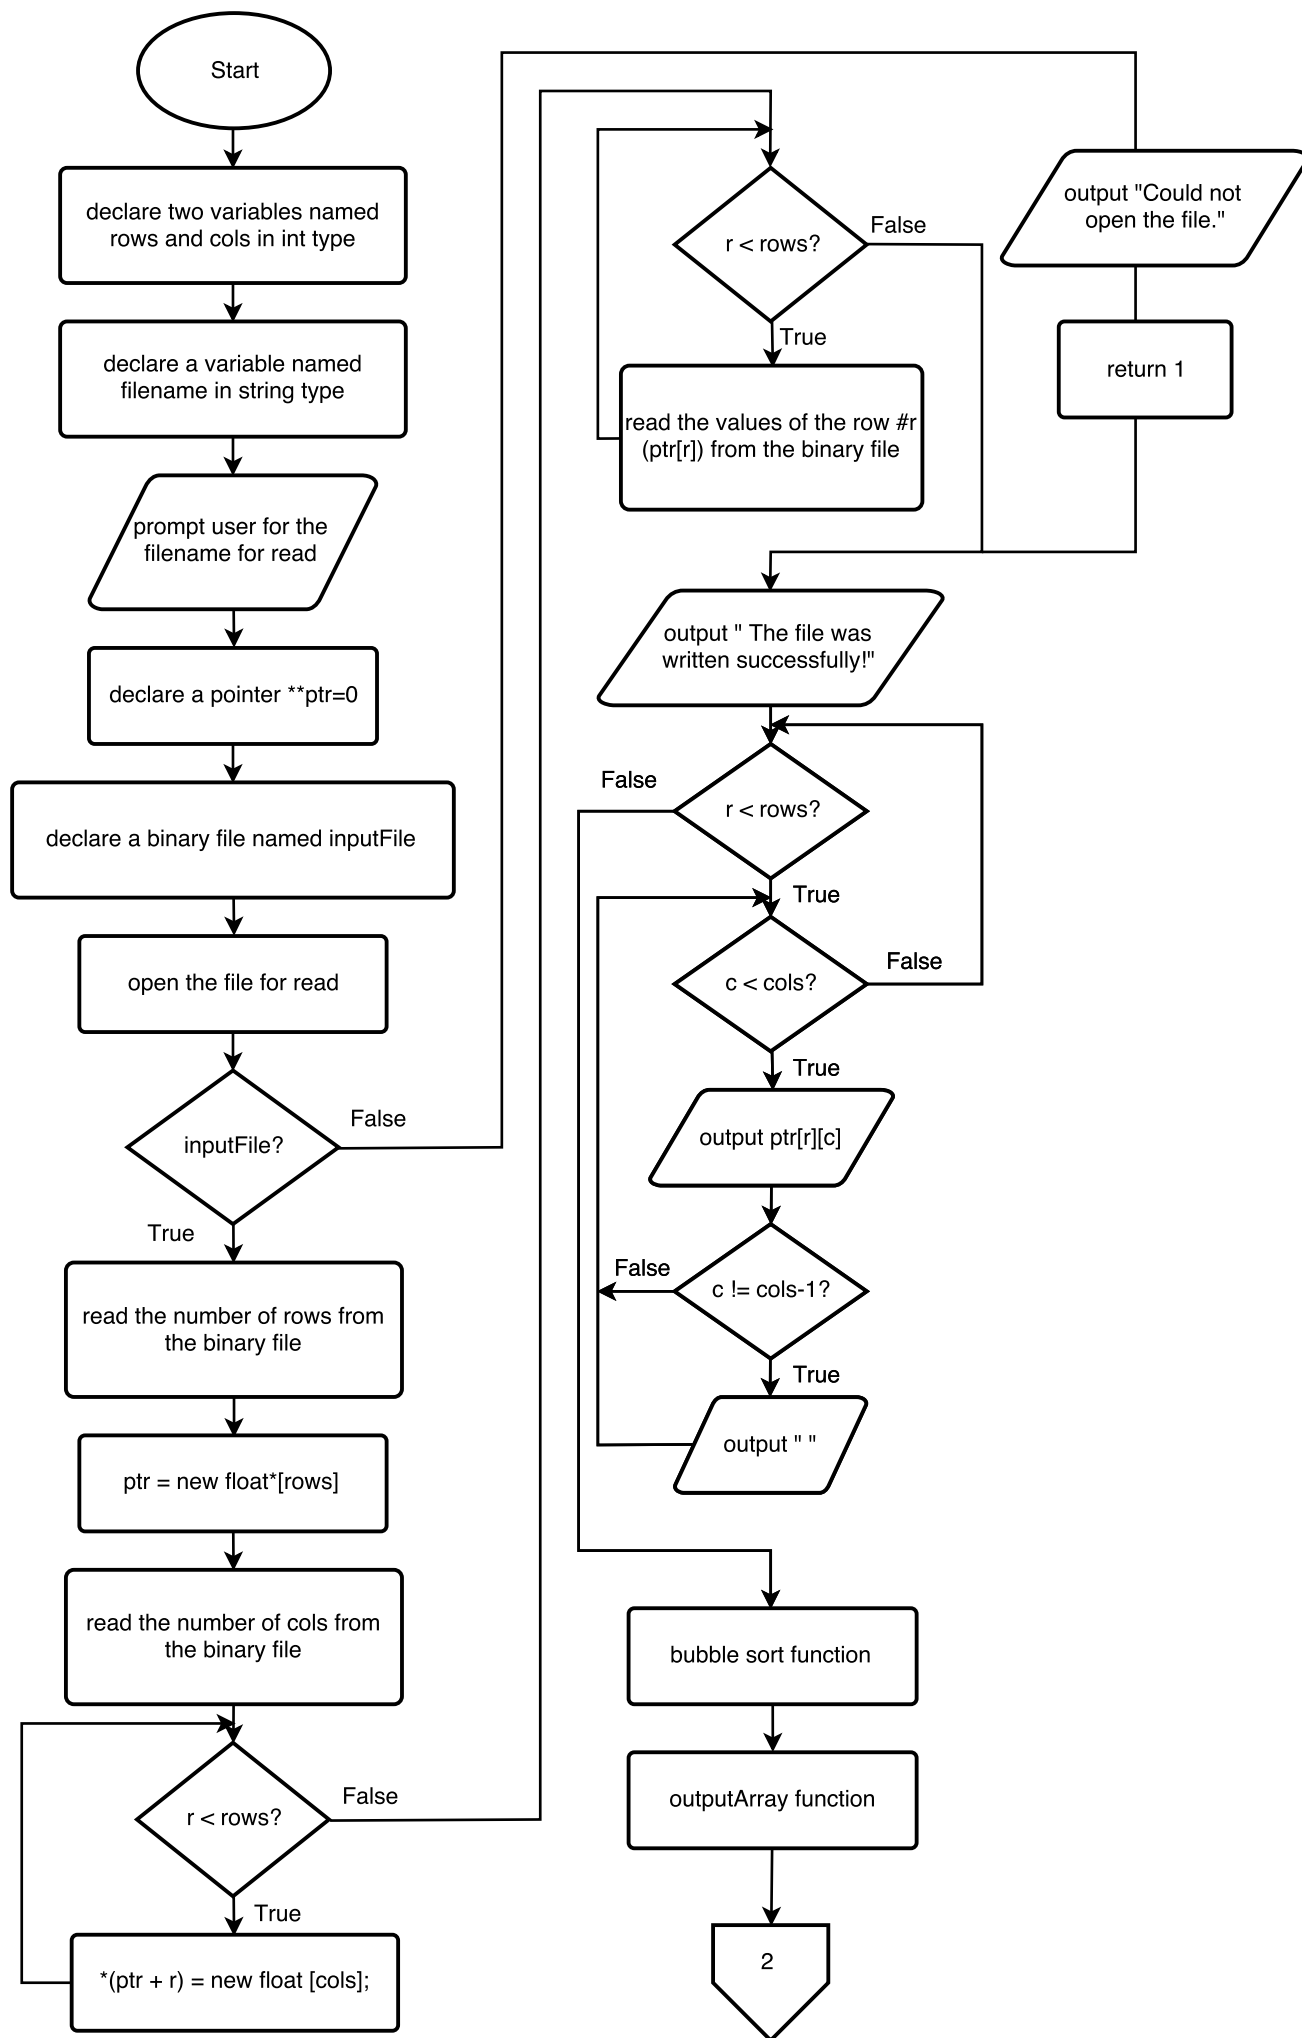 Start
declare two variables named
rows and cols in int type
declare a variable named
filename in string type
prompt user for the
filename for read
declare a pointer **ptr=0
declare a binary file named inputFile
open the file for read
inputFile?
False
True
read the number of rows from
the binary file
ptr = new float*[rows]
read the number of cols from
the binary file
r < rows?
False
True
*(ptr + r) = new float [cols];
r < rows?
False
True
read the values of the row #r
(ptr[r]) from the binary file
output "Could not
open the file."
return 1
output " The file was
written successfully!"
r < rows?
False
True
c < cols?
False
True
output ptr[r][c]
c != cols-1?
False
True
output " "
bubble sort function
outputArray function
2